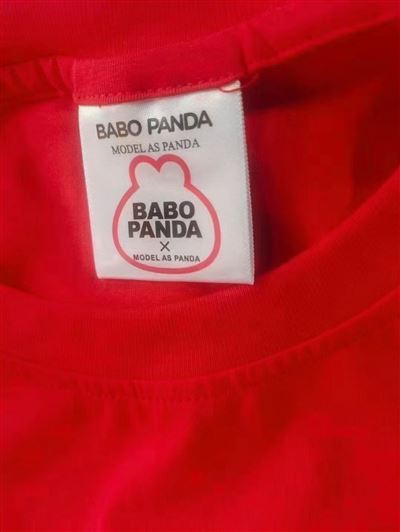 BABO PANDA
MODEL AS PANDA
BABO
PANDA
×
MODEL AS PANDA